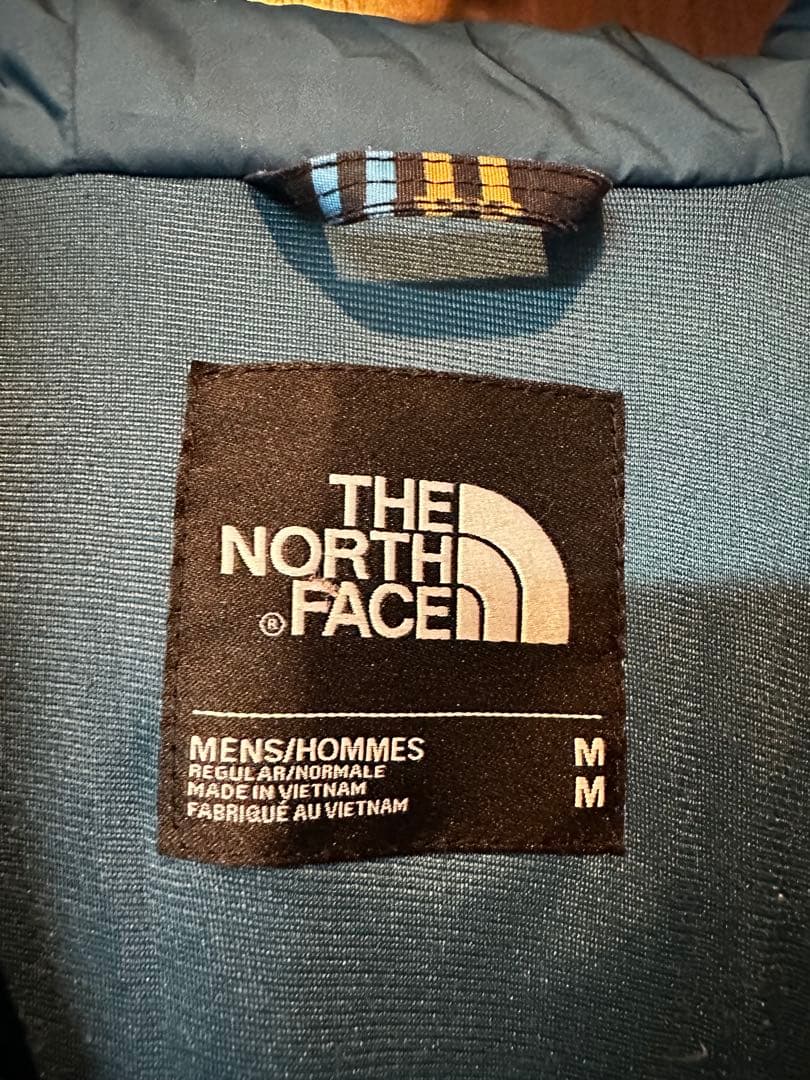 THE
NORTH
® FACE
MENS/HOMMES M
REGULAR/NORMALE
MADE IN VIETNAM M
FABRIQUÉ AU VIETNAM